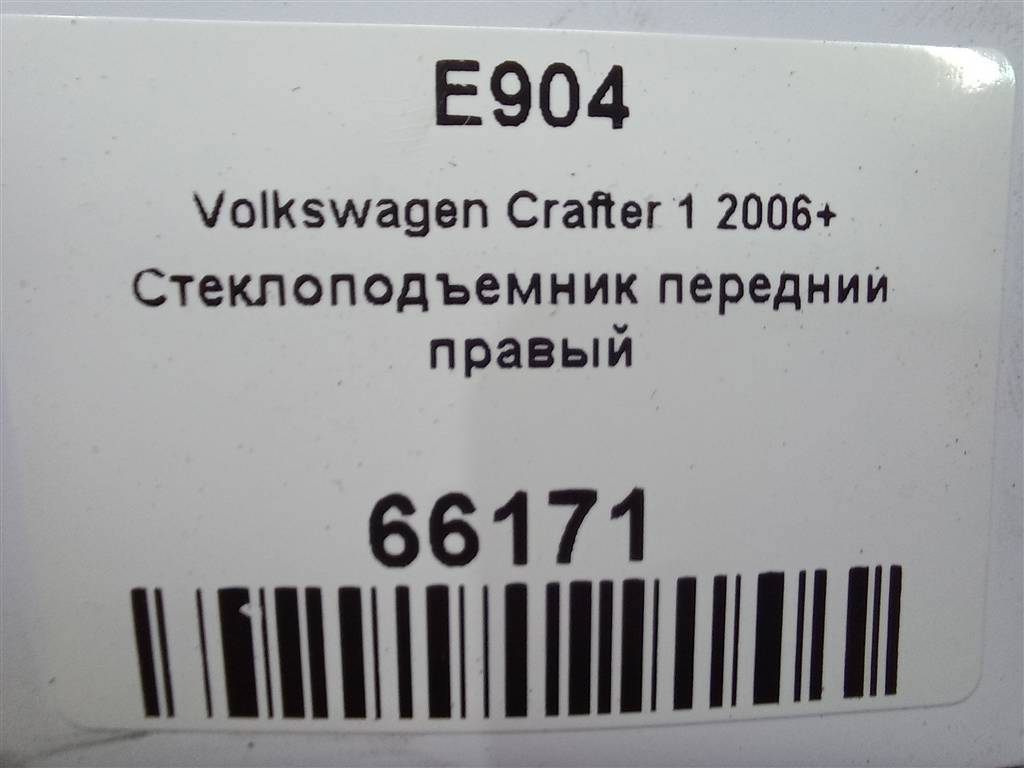 E904
Volkswagen Crafter 1 2006+
Стеклоподъемник передний
правый
66171